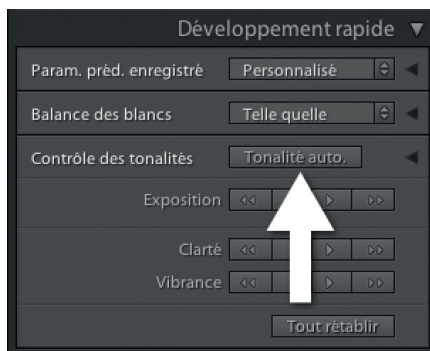 Développement rapide
Param. préd. enregistré Personnalisé
Balance des blancs Telle quelle
Contrôle des tonalités Tonalité auto.
Exposition
Clarté
Vibrance
Tout rétablir